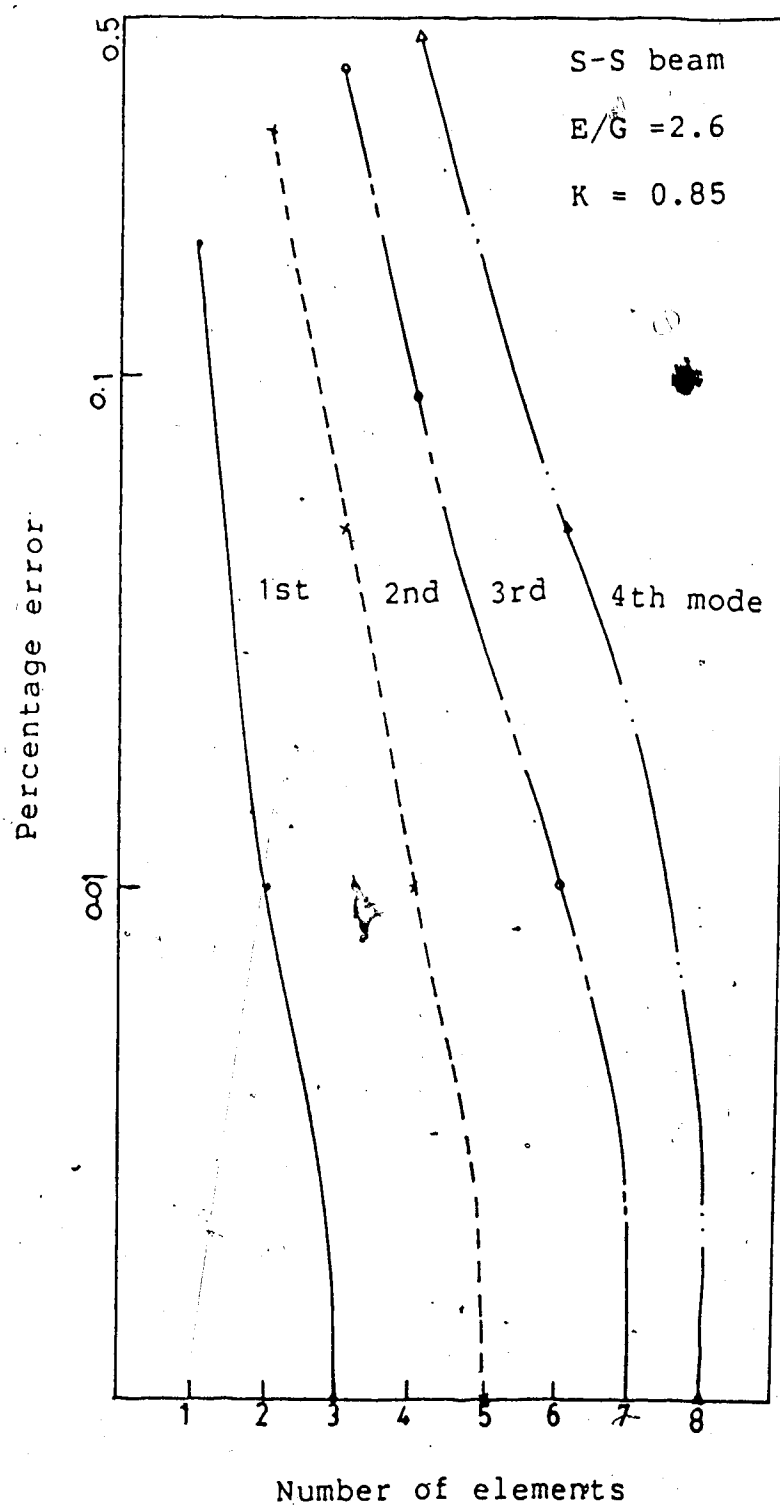 0.5
S-S beam
E/G =2.6
K = 0.85
0.1
1st 2nd 3rd 4th mode
Percentage error
0.01
1 2 3 4 5 6 7 8
Number of elements